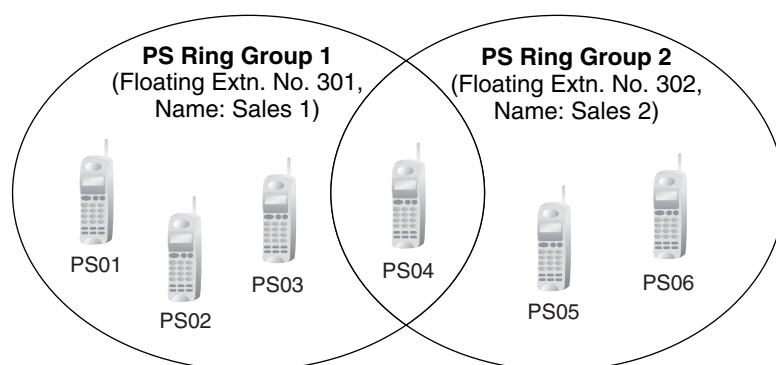 PS Ring Group 1
(Floating Extn. No. 301,
Name: Sales 1)
PS Ring Group 2
(Floating Extn. No. 302,
Name: Sales 2)
PS01
PS02
PS03
PS04
PS05
PS06